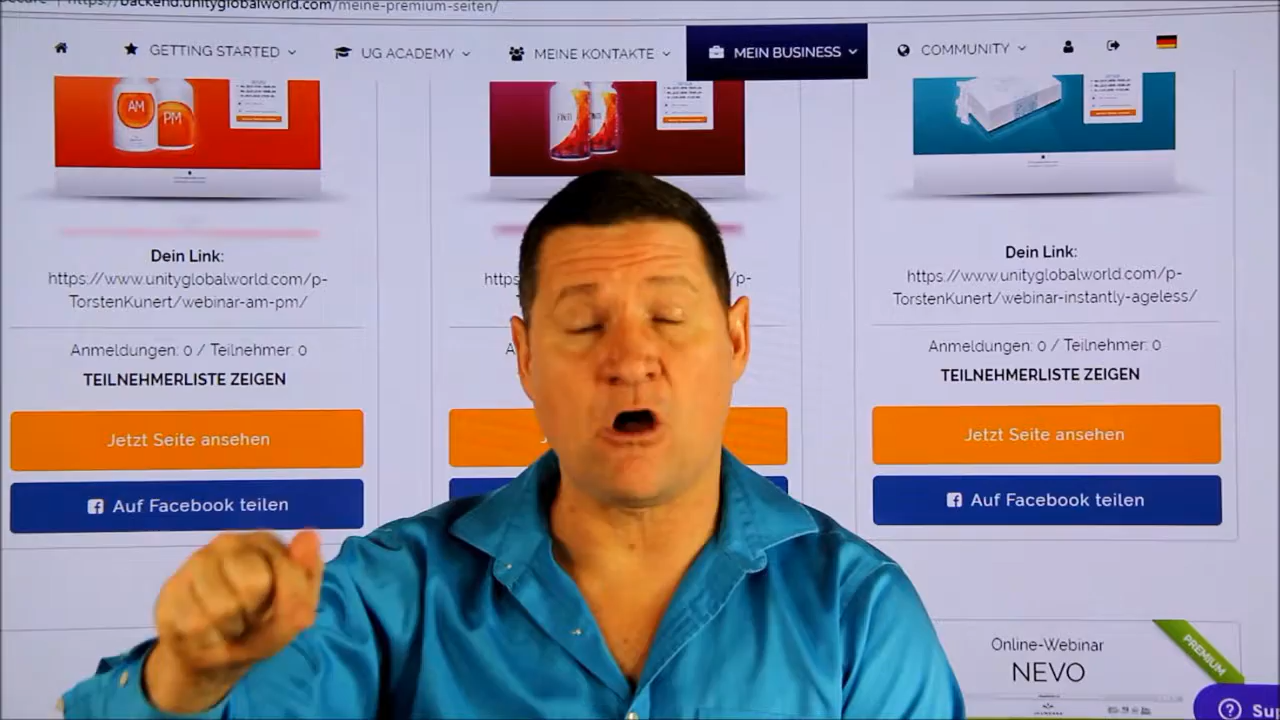 https://backend.unityglobalworld.com/meine-premium-seiten/
GETTING STARTED
UG ACADEMY
MEINE KONTAKTE
MEIN BUSINESS
COMMUNITY
AM
PM
Dein Link:
https://www.unityglobalworld.com/p-
TorstenKunert/webinar-am-pm/
Anmeldungen: 0 / Teilnehmer: 0
TEILNEHMERLISTE ZEIGEN
Jetzt Seite ansehen
Auf Facebook teilen
Dein Link:
https://www.unityglobalworld.com/p-
TorstenKunert/webinar-instantly-ageless/
Anmeldungen: 0 / Teilnehmer: 0
TEILNEHMERLISTE ZEIGEN
Jetzt Seite ansehen
Auf Facebook teilen
Online-Webinar
NEVO
PREMIUM